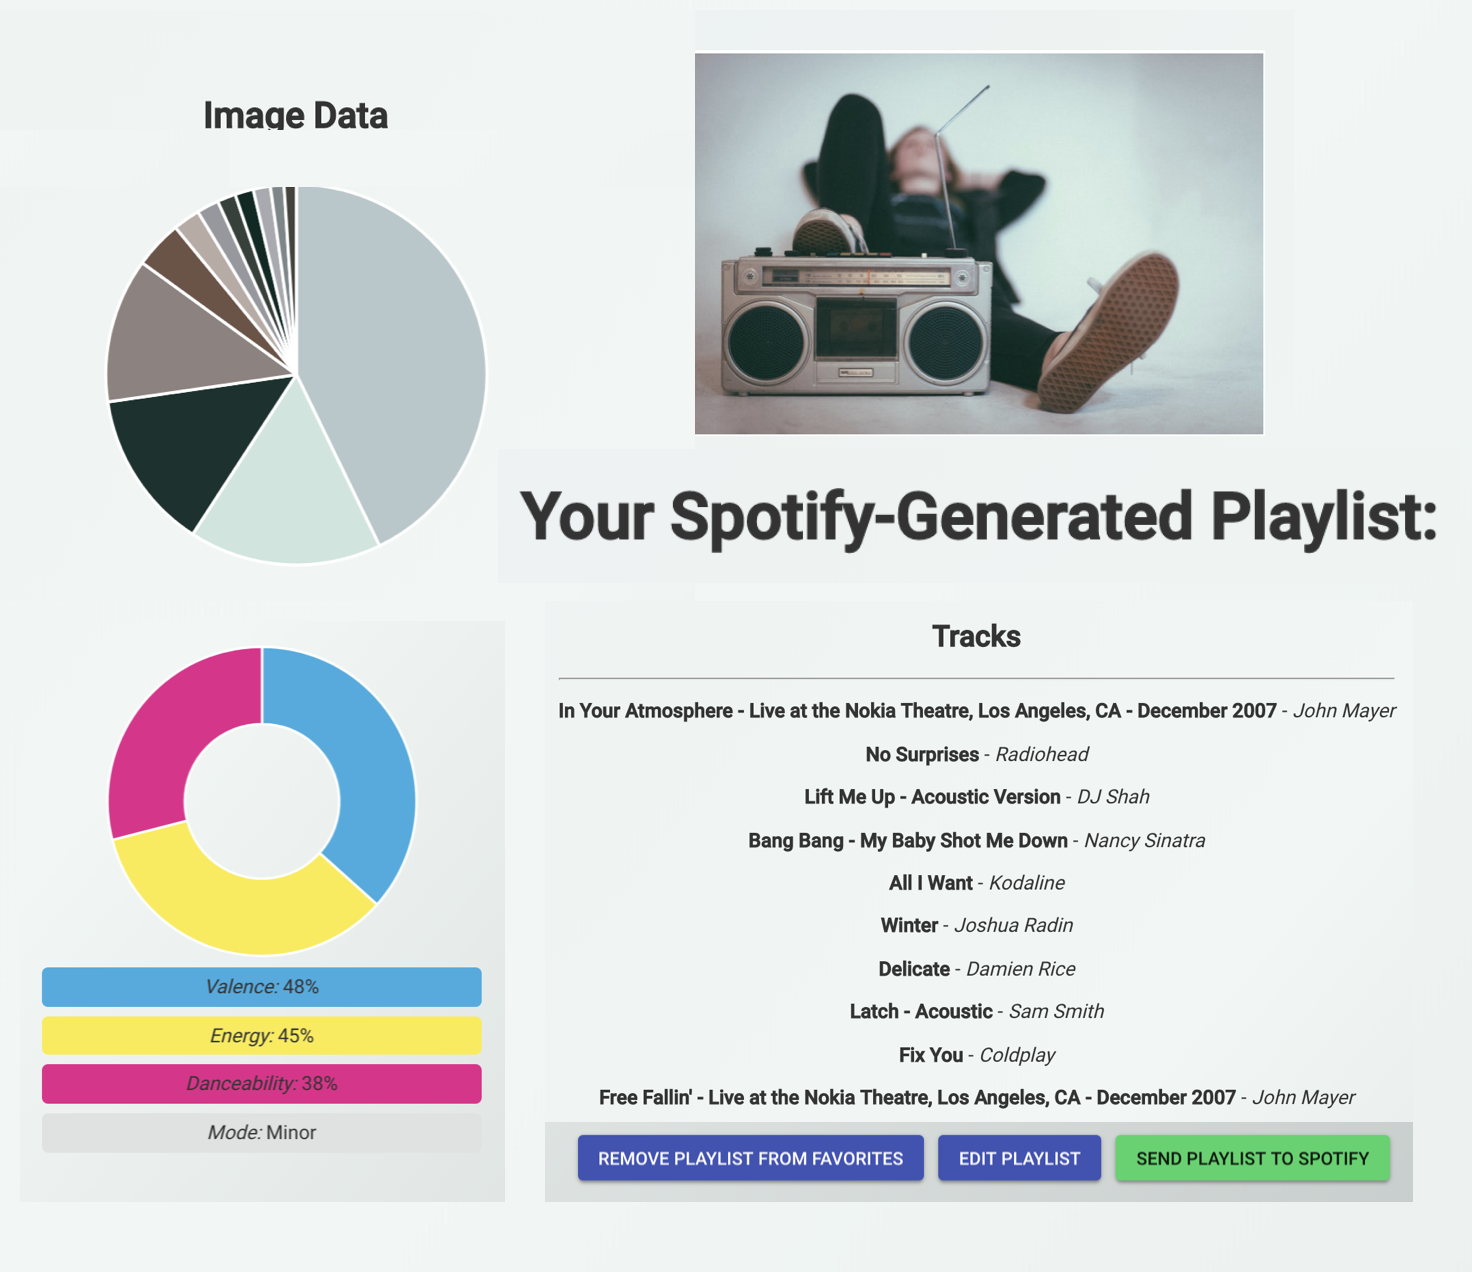 Image Data
Your Spotify-Generated Playlist:
Valence: 48%
Energy: 45%
Danceability: 38%
Mode: Minor
Tracks
In Your Atmosphere - Live at the Nokia Theatre, Los Angeles, CA - December 2007 - John Mayer
No Surprises - Radiohead
Lift Me Up - Acoustic Version - DJ Shah
Bang Bang - My Baby Shot Me Down - Nancy Sinatra
All I Want - Kodaline
Winter - Joshua Radin
Delicate - Damien Rice
Latch - Acoustic - Sam Smith
Fix You - Coldplay
Free Fallin' - Live at the Nokia Theatre, Los Angeles, CA - December 2007 - John Mayer
REMOVE PLAYLIST FROM FAVORITES
EDIT PLAYLIST
SEND PLAYLIST TO SPOTIFY